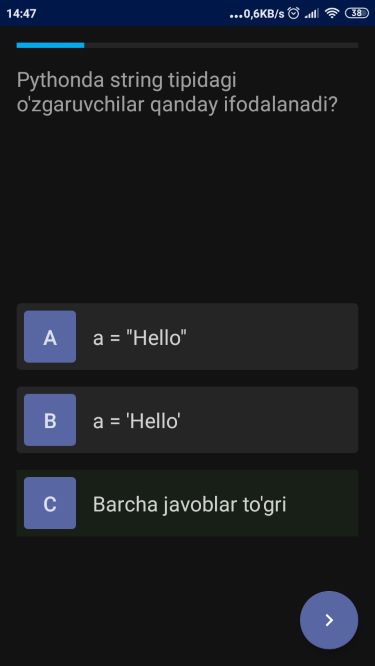 14:47
...0,6KB/s
38
Pythonda string tipidagi
o'zgaruvchilar qanday ifodalanadi?
A
a = "Hello"
B
a = 'Hello'
C
Barcha javoblar to'gri